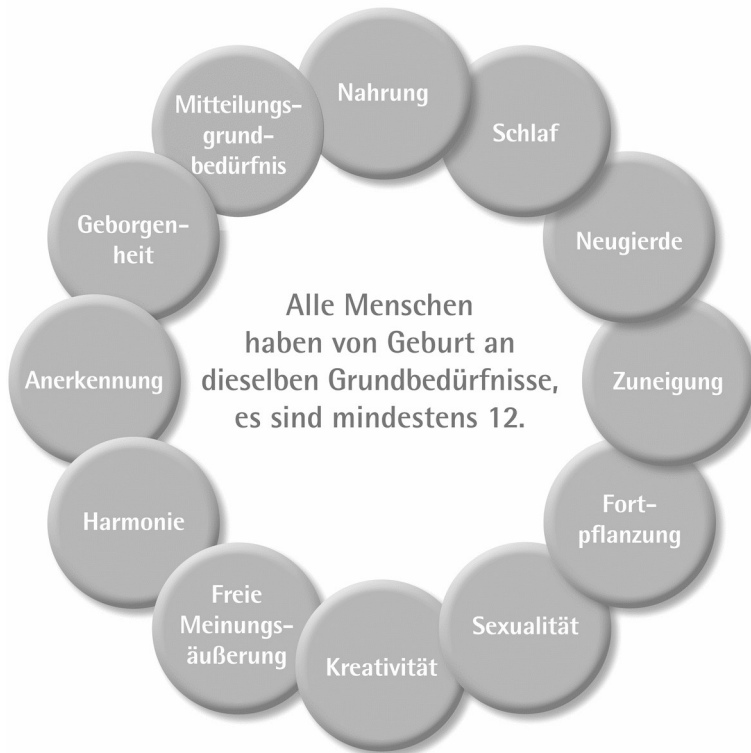 Nahrung
Schlaf
Neugierde
Zuneigung
Fort-
pflanzung
Sexualität
Kreativität
Freie
Meinungs-
äußerung
Harmonie
Anerkennung
Geborgen-
heit
Mitteilungs-
grund-
bedürfnis
Alle Menschen
haben von Geburt an
dieselben Grundbedürfnisse,
es sind mindestens 12.